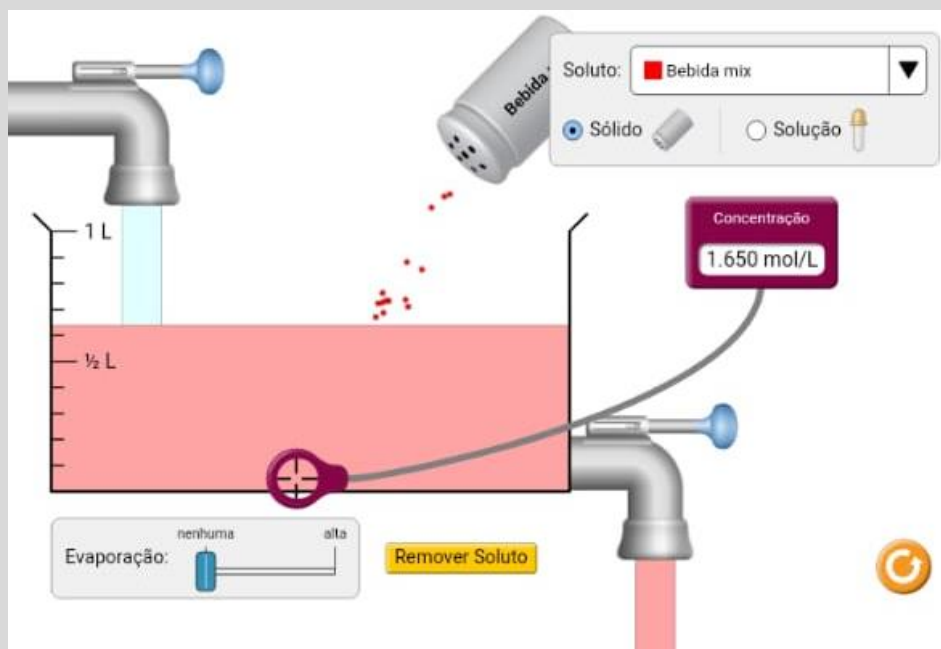 Bebida
Soluto: Bebida mix
Sólido Solução
1 L
Concentração
1.650 mol/L
½ L
nenhuma alta
Evaporação:
Remover Soluto